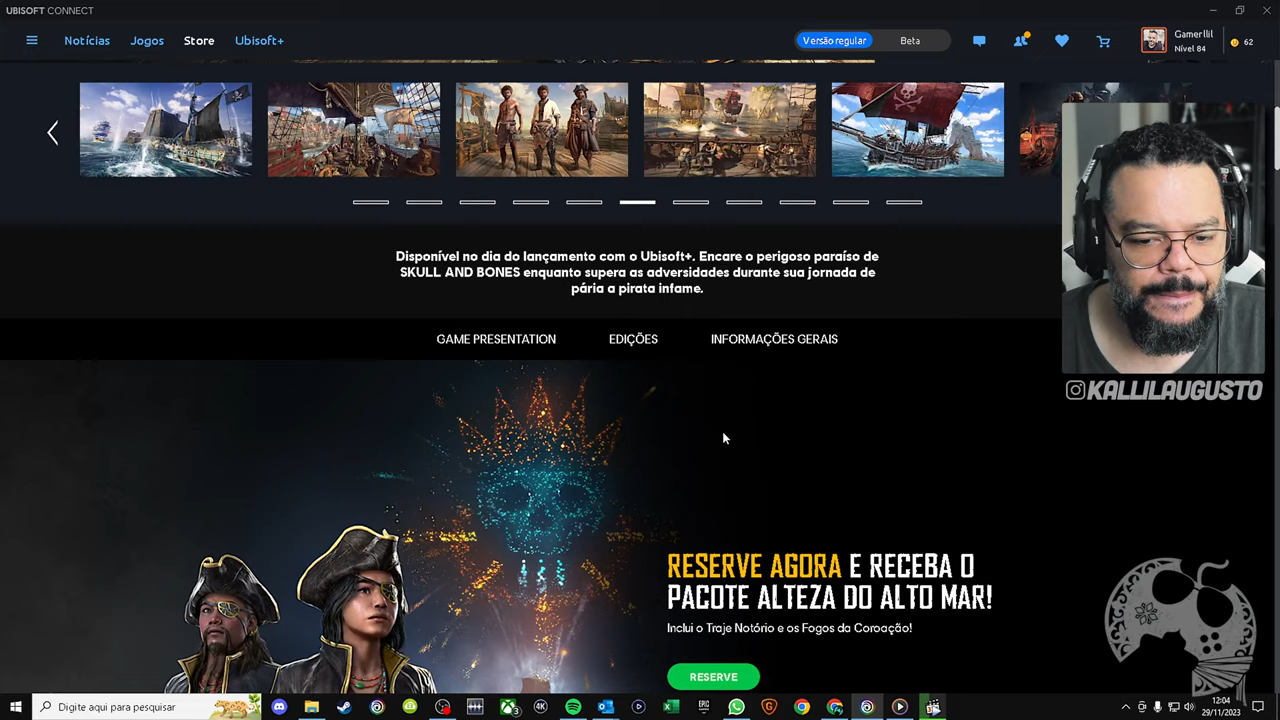 UBISOFT CONNECT
Notícias Jogos Store Ubisoft+ Versão regular Beta Gamerllil Nível 84 62
Disponível no dia do lançamento com o Ubisoft+. Encare o perigoso paraíso de
SKULL AND BONES enquanto supera as adversidades durante sua jornada de
pária a pirata infame.
GAME PRESENTATION EDIÇÕES INFORMAÇÕES GERAIS
KALLILAUGUSTO
RESERVE AGORA E RECEBA O
PACOTE ALTEZA DO ALTO MAR!
Inclui o Traje Notório e os Fogos da Coroação!
RESERVE
Digite aqui para pesquisar 4K EPIC 12:04
29/11/2023